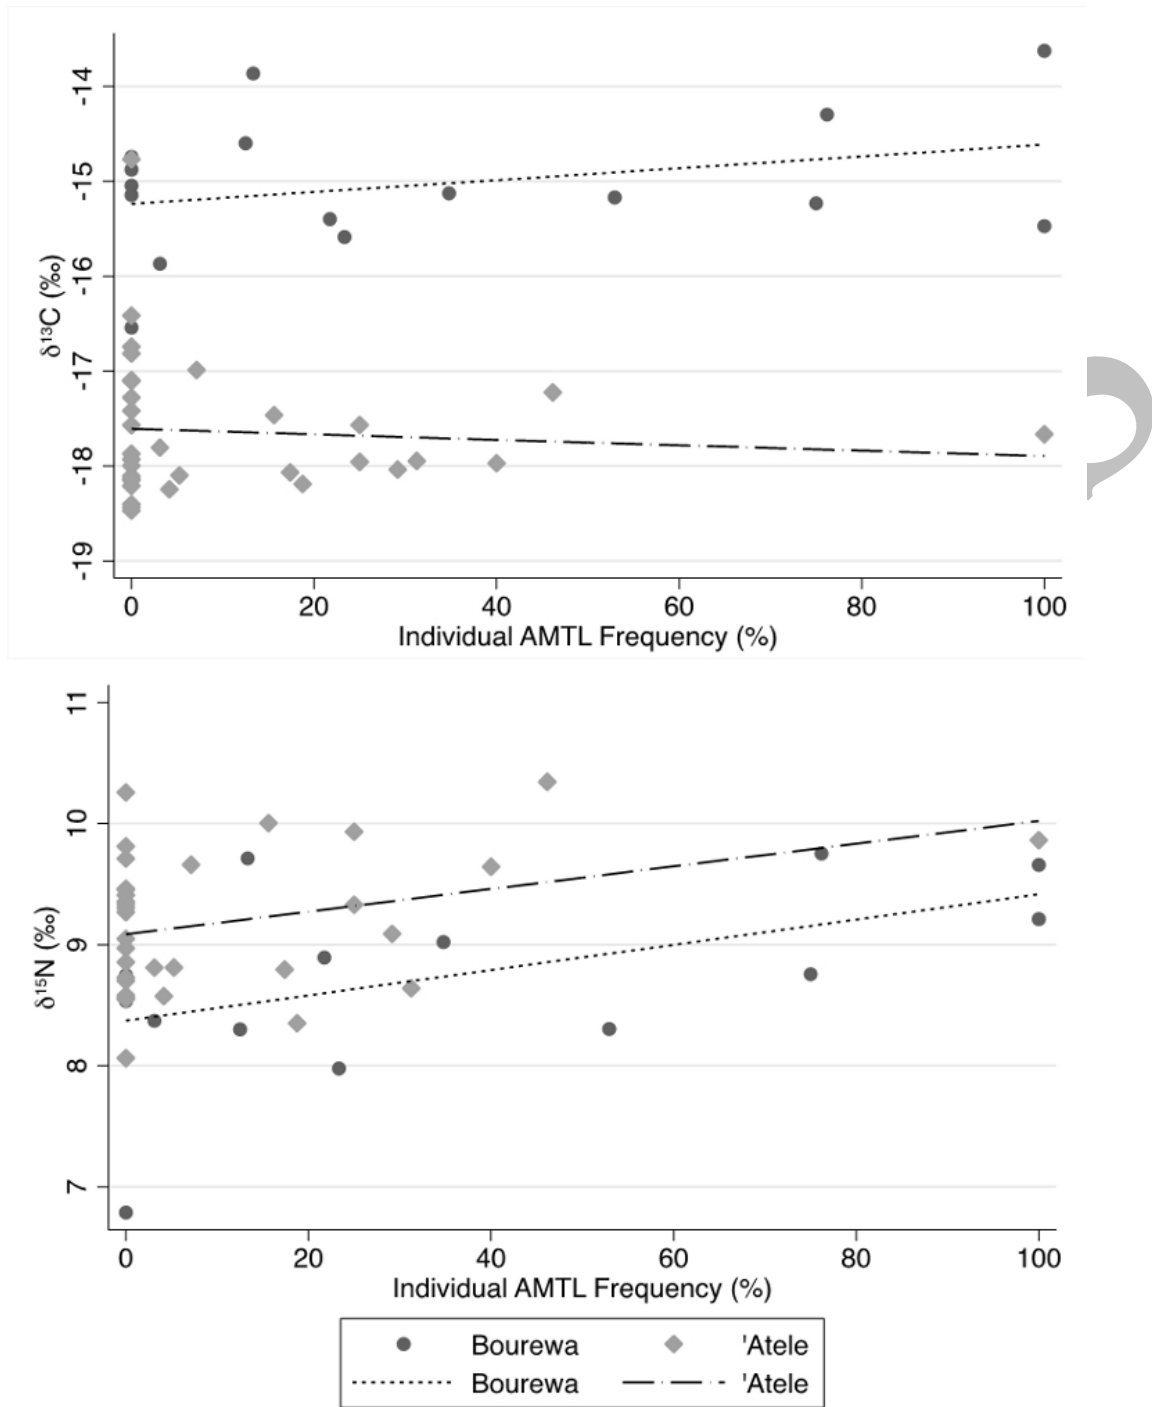 -14
-15
-16
-17
-18
-19
δ¹³C (‰)
0 20 40 60 80 100
Individual AMTL Frequency (%)
11
10
9
8
7
δ¹⁵N (‰)
0 20 40 60 80 100
Individual AMTL Frequency (%)
Bourewa 'Atele
Bourewa 'Atele